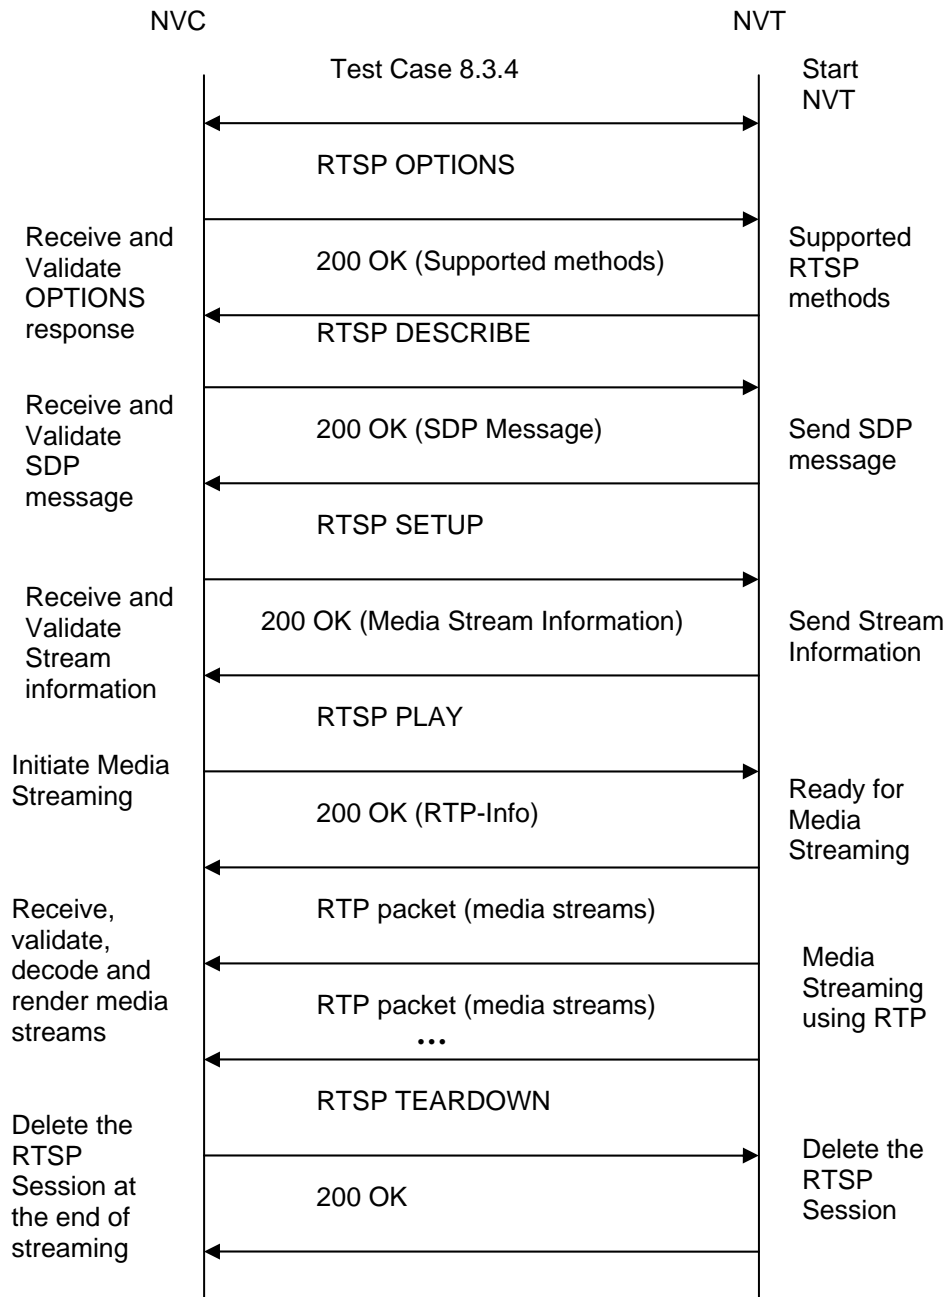 NVC
NVT
Test Case 8.3.4
Start
NVT
RTSP OPTIONS
Receive and
Validate
OPTIONS
response
200 OK (Supported methods)
Supported
RTSP
methods
RTSP DESCRIBE
Receive and
Validate
SDP
message
200 OK (SDP Message)
Send SDP
message
RTSP SETUP
Receive and
Validate
Stream
information
200 OK (Media Stream Information)
Send Stream
Information
RTSP PLAY
Initiate Media
Streaming
200 OK (RTP-Info)
Ready for
Media
Streaming
Receive,
validate,
decode and
render media
streams
RTP packet (media streams)
Media
Streaming
using RTP
RTP packet (media streams)
...
RTSP TEARDOWN
Delete the
RTSP
Session at
the end of
streaming
200 OK
Delete the
RTSP
Session